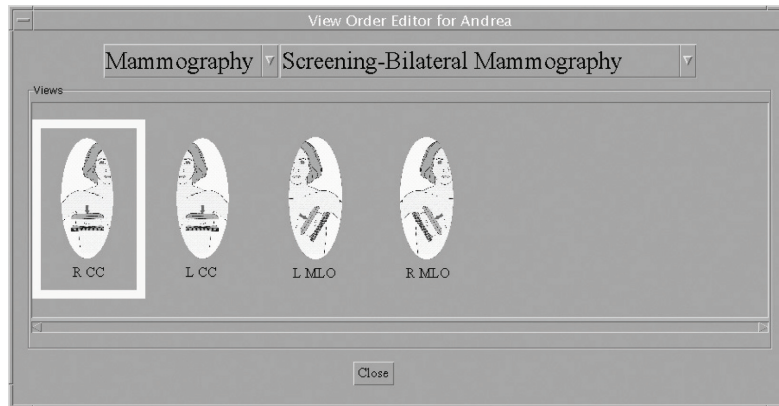 View Order Editor for Andrea
Mammography Screening-Bilateral Mammography
Views
R CC L CC L MLO R MLO
Close